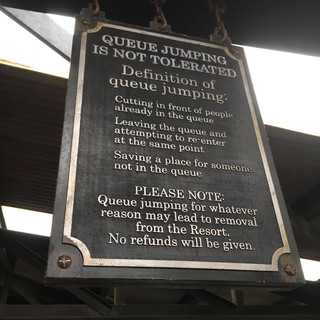 QUEUE JUMPING
IS NOT TOLERATED
Definition of
queue jumping:
Cutting in front of people
already in the queue
Leaving the queue and
attempting to re-enter
at the same point
Saving a place for someone
not in the queue
PLEASE NOTE:
Queue jumping for whatever
reason may lead to removal
from the Resort.
No refunds will be given.